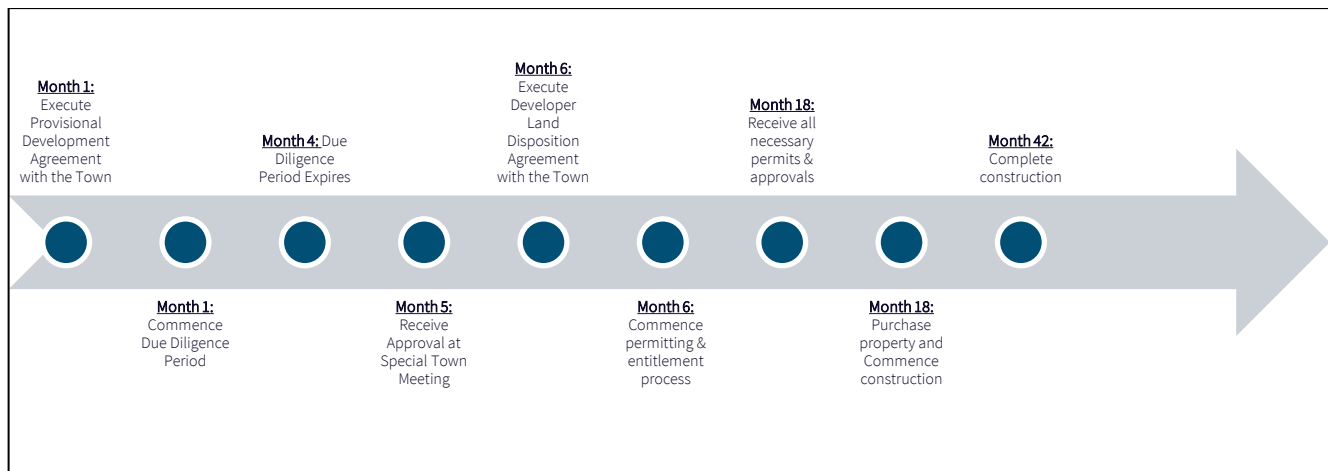 Month 1:
Execute
Provisional
Development
Agreement
with the Town
Month 1:
Commence
Due Diligence
Period
Month 4: Due
Diligence
Period Expires
Month 5:
Receive
Approval at
Special Town
Meeting
Month 6:
Execute
Developer
Land
Disposition
Agreement
with the Town
Month 6:
Commence
permitting &
entitlement
process
Month 18:
Receive all
necessary
permits &
approvals
Month 18:
Purchase
property and
Commence
construction
Month 42:
Complete
construction